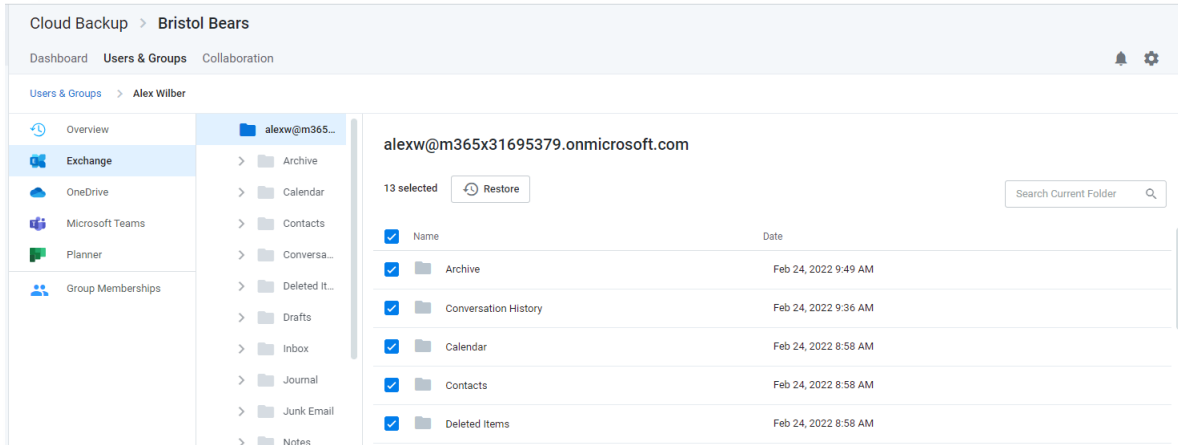 Cloud Backup > Bristol Bears
Dashboard Users & Groups Collaboration
Users & Groups > Alex Wilber
Overview
Exchange
OneDrive
Microsoft Teams
Planner
Group Memberships
alexw@m365...
Archive
Calendar
Contacts
Conversa...
Deleted It...
Drafts
Inbox
Journal
Junk Email
Notes
alexw@m365x31695379.onmicrosoft.com
13 selected Restore Search Current Folder
Name Date
Archive Feb 24, 2022 9:49 AM
Conversation History Feb 24, 2022 9:36 AM
Calendar Feb 24, 2022 8:58 AM
Contacts Feb 24, 2022 8:58 AM
Deleted Items Feb 24, 2022 8:58 AM